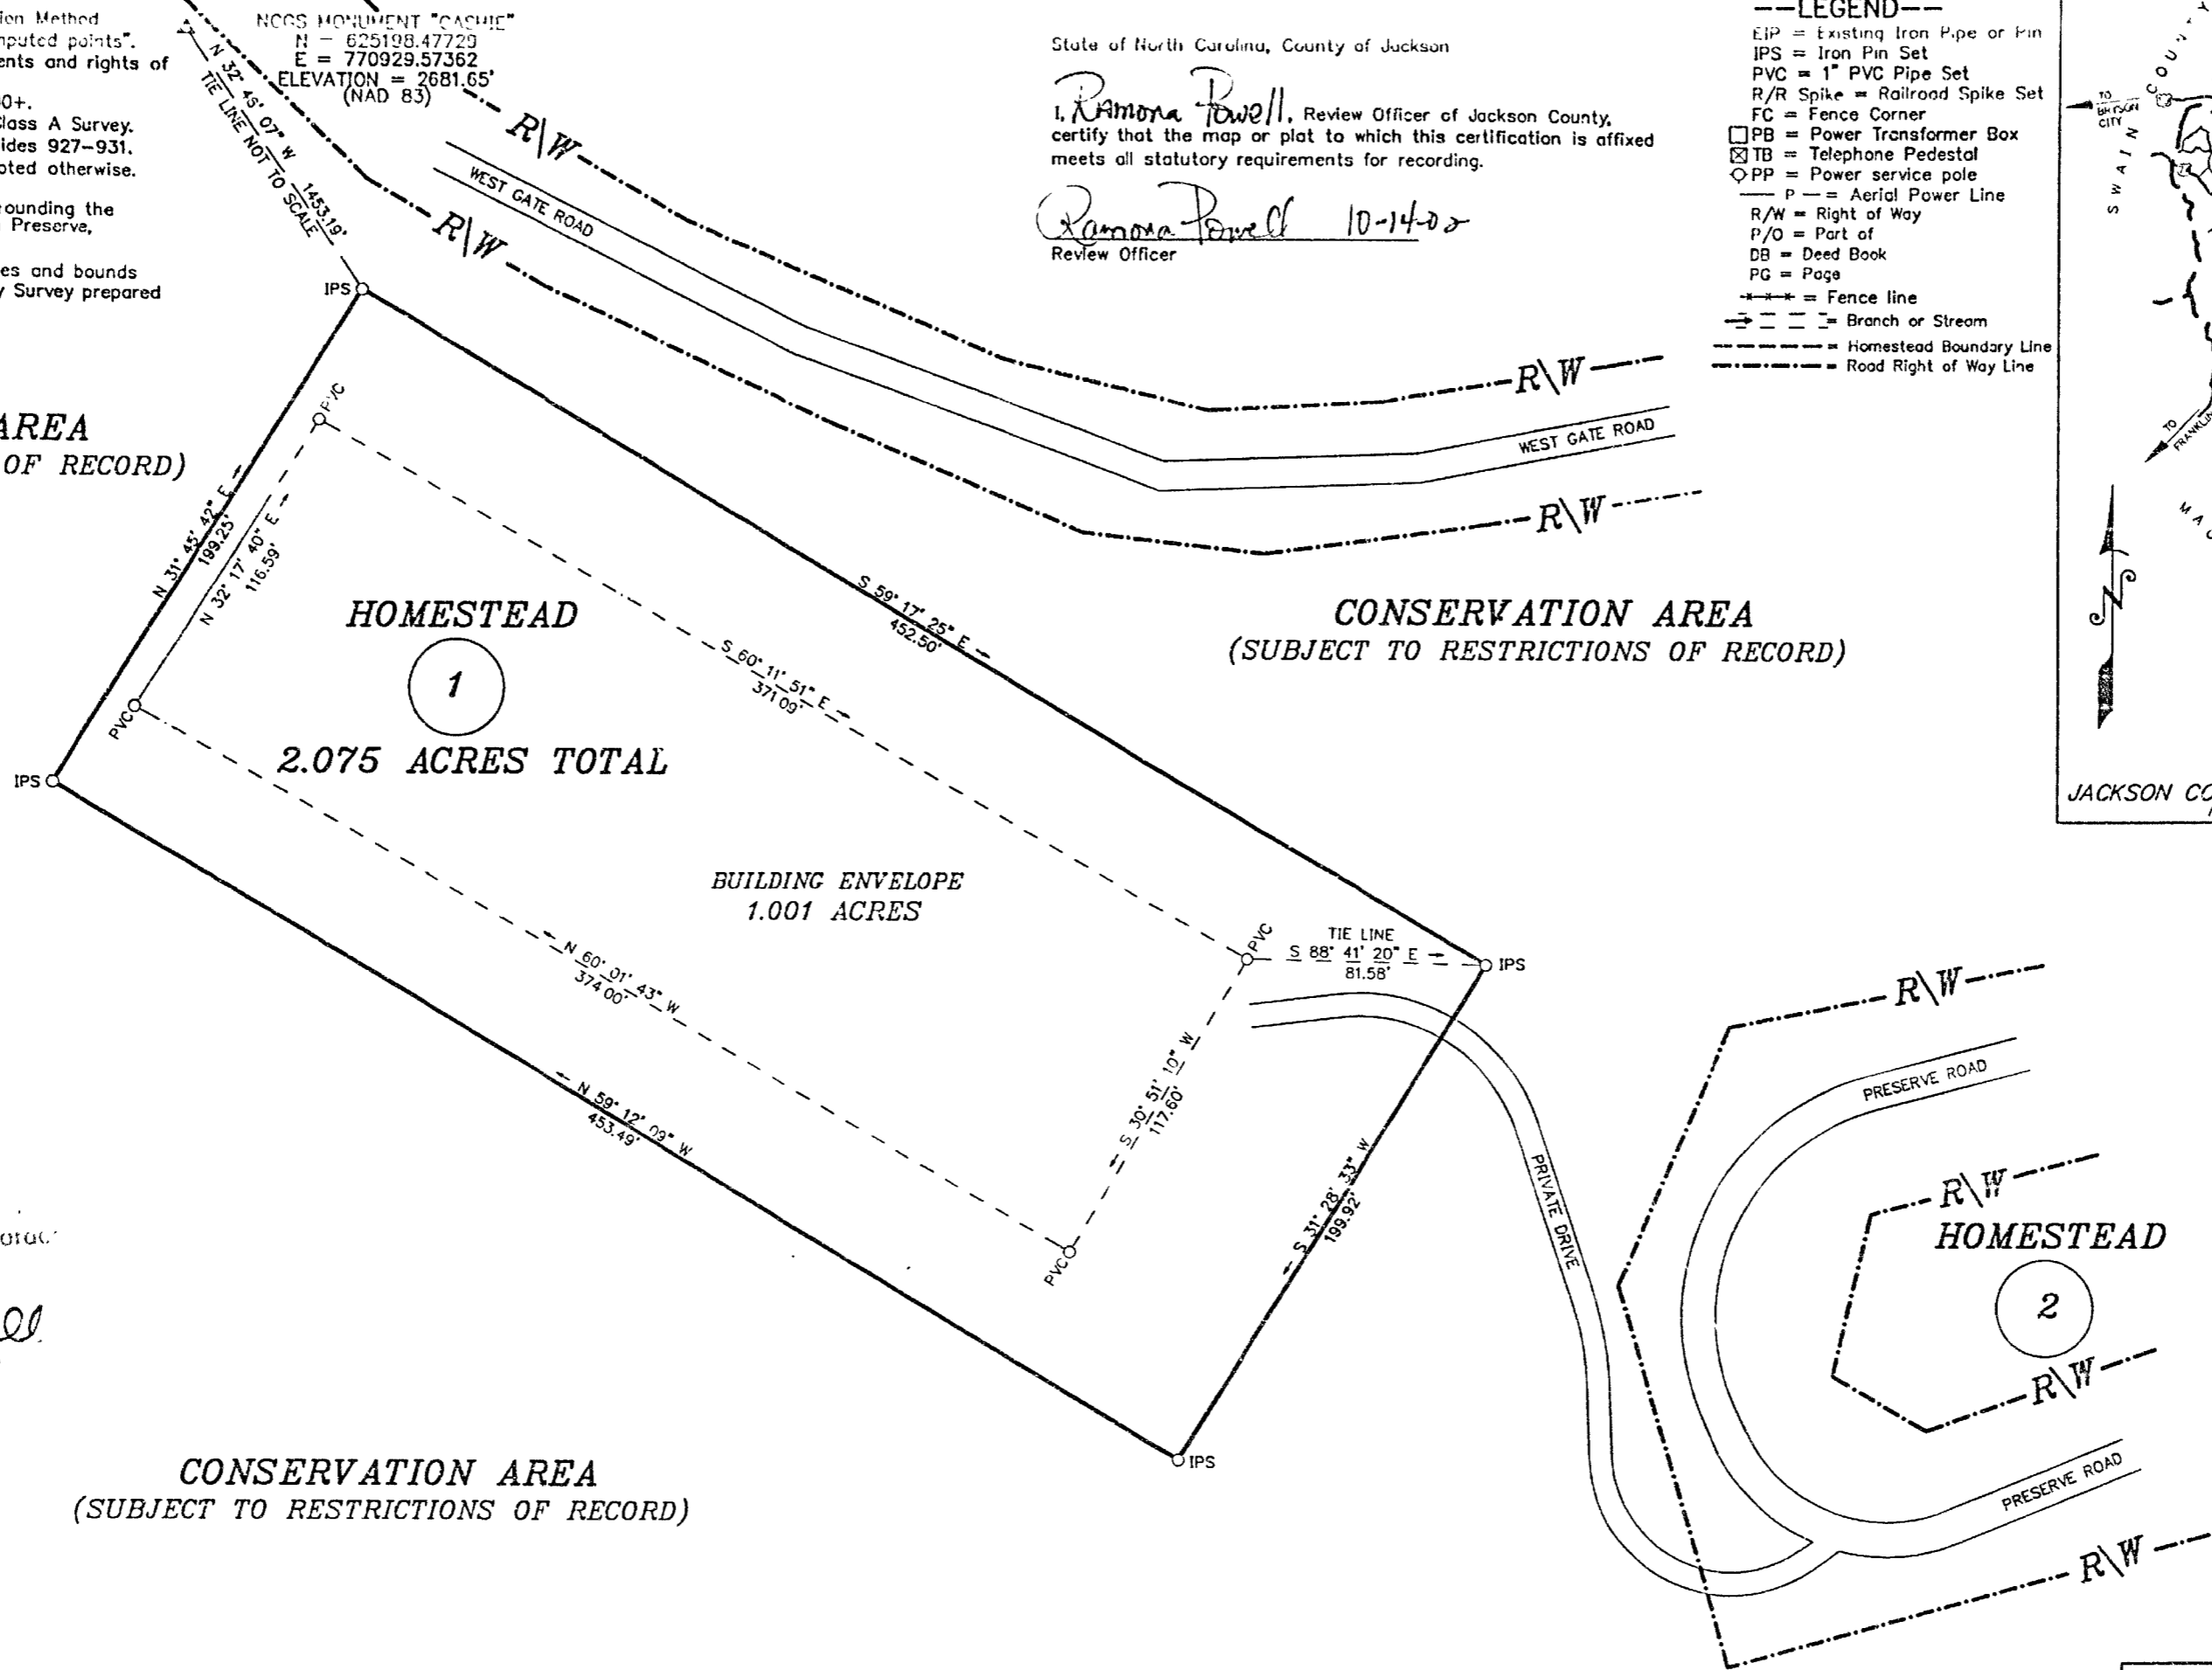 ion Method
nputed points".
ents and rights of
0+.
Class A Survey.
ides 927-931.
oted otherwise.
ounding the
Preserve,
es and bounds
y Survey prepared
NCGS MONUMENT "CASHIE"
N = 625198.47729
E = 770929.57362
ELEVATION = 2681.65'
(NAD 83)
N 32° 46' 07" W 1453.19'
TIE LINE NOT TO SCALE
R\W
WEST GATE ROAD
R\W
State of North Carolina, County of Jackson
I, Ramona Powell, Review Officer of Jackson County,
certify that the map or plat to which this certification is affixed
meets all statutory requirements for recording.
Ramona Powell 10-14-02
Review Officer
--LEGEND--
EIP = Existing Iron Pipe or Pin
IPS = Iron Pin Set
PVC = 1" PVC Pipe Set
R/R Spike = Railroad Spike Set
FC = Fence Corner
PB = Power Transformer Box
TB = Telephone Pedestal
PP = Power service pole
P = Aerial Power Line
R/W = Right of Way
P/O = Part of
DB = Deed Book
PG = Page
= Fence line
= Branch or Stream
= Homestead Boundary Line
= Road Right of Way Line
COUNTY
TO
BRYSON
CITY
SWAIN
TO
FRANKLIN
MAC
N
JACKSON CO
R\W
WEST GATE ROAD
R\W
AREA
OF RECORD)
IPS
PVC
N 31° 45' 42" E
199.25'
N 32° 17' 40" E
116.59'
HOMESTEAD
1
2.075 ACRES TOTAL
PVC
IPS
S 59° 17' 25" E
452.50'
S 60° 11' 51" E
371.09'
CONSERVATION AREA
(SUBJECT TO RESTRICTIONS OF RECORD)
BUILDING ENVELOPE
1.001 ACRES
PVC
TIE LINE
S 88° 41' 20" E
81.58'
IPS
N 60° 01' 43" W
374.00'
N 59° 12' 09" W
453.49'
S 30° 51' 10" W
117.60'
S 31° 28' 33" W
199.92'
PVC
IPS
PRIVATE DRIVE
R\W
PRESERVE ROAD
R\W
HOMESTEAD
2
R\W
PRESERVE ROAD
R\W
CONSERVATION AREA
(SUBJECT TO RESTRICTIONS OF RECORD)